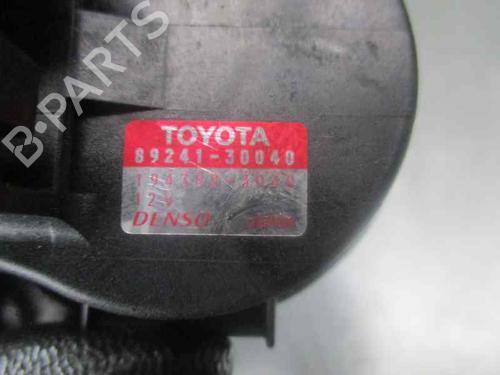 B-PARTS
TOYOTA
89241-30040
12V
DENSO